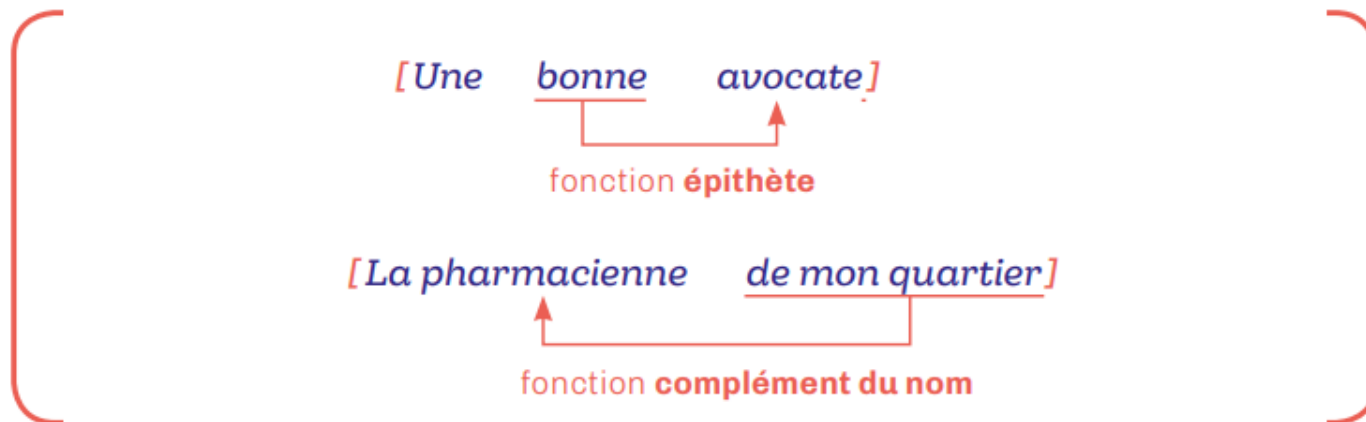 [Une bonne avocate]
fonction épithète
[La pharmacienne de mon quartier]
fonction complément du nom